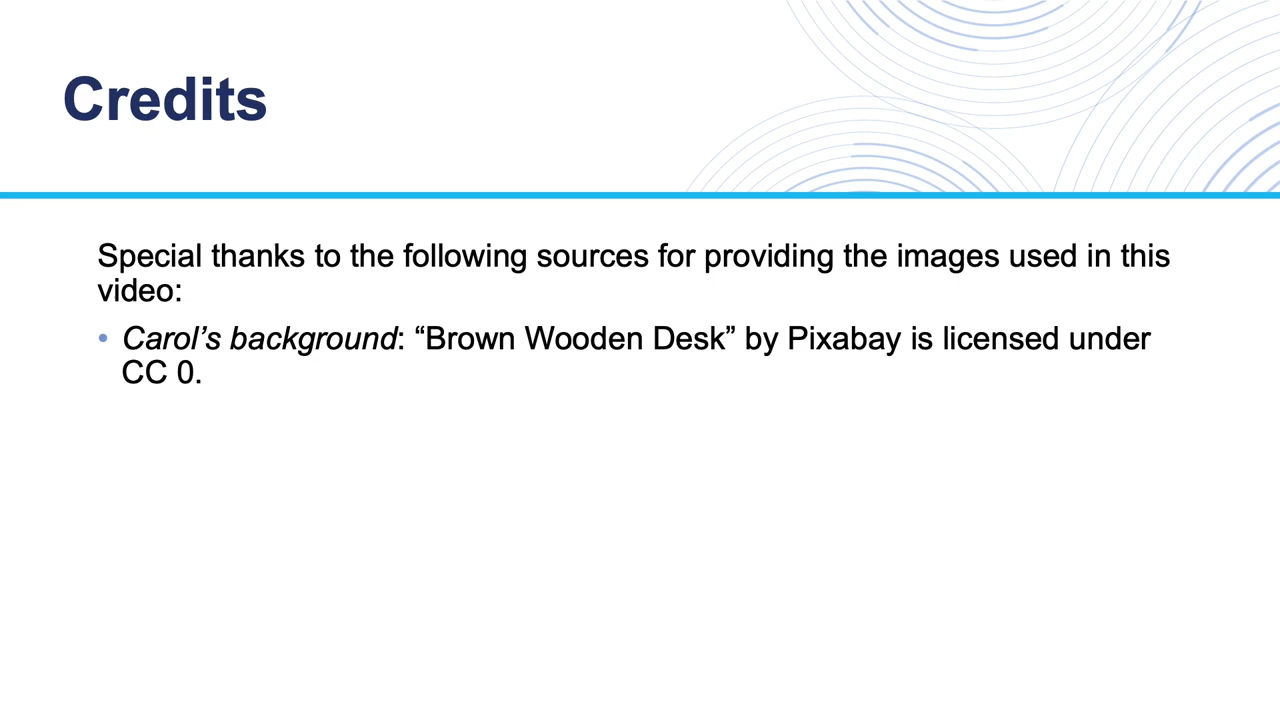 Credits
Special thanks to the following sources for providing the images used in this
video:
• Carol’s background: “Brown Wooden Desk” by Pixabay is licensed under
CC 0.